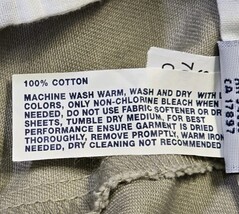 100% COTTON
MACHINE WASH WARM, WASH AND DRY WITH
COLORS, ONLY NON-CHLORINE BLEACH WHEN
NEEDED, DO NOT USE FABRIC SOFTENER OR
SHEETS, TUMBLE DRY MEDIUM, FOR BEST
PERFORMANCE ENSURE GARMENT IS DRIED
THOROUGHLY, REMOVE PROMPTLY, WARM IRON
NEEDED, DRY CLEANING NOT RECOMMENDED
CA 17897